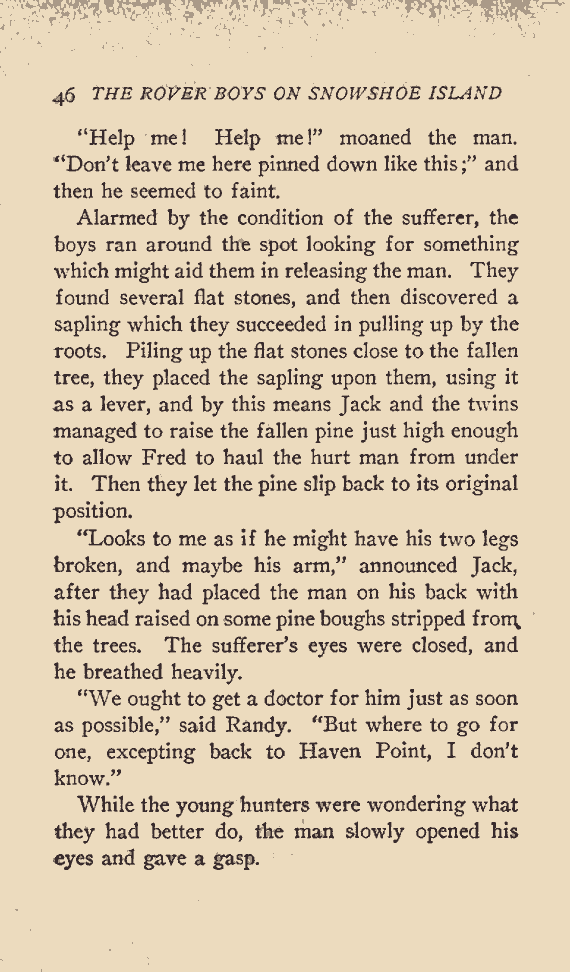 46 THE ROVER BOYS ON SNOWSHOE ISLAND
“Help me! Help me!” moaned the man.
“Don’t leave me here pinned down like this;” and
then he seemed to faint.
Alarmed by the condition of the sufferer, the
boys ran around the spot looking for something
which might aid them in releasing the man. They
found several flat stones, and then discovered a
sapling which they succeeded in pulling up by the
roots. Piling up the flat stones close to the fallen
tree, they placed the sapling upon them, using it
as a lever, and by this means Jack and the twins
managed to raise the fallen pine just high enough
to allow Fred to haul the hurt man from under
it. Then they let the pine slip back to its original
position.
“Looks to me as if he might have his two legs
broken, and maybe his arm,” announced Jack,
after they had placed the man on his back with
his head raised on some pine boughs stripped from
the trees. The sufferer’s eyes were closed, and
he breathed heavily.
“We ought to get a doctor for him just as soon
as possible,” said Randy. “But where to go for
one, excepting back to Haven Point, I don’t
know.”
While the young hunters were wondering what
they had better do, the man slowly opened his
eyes and gave a gasp.